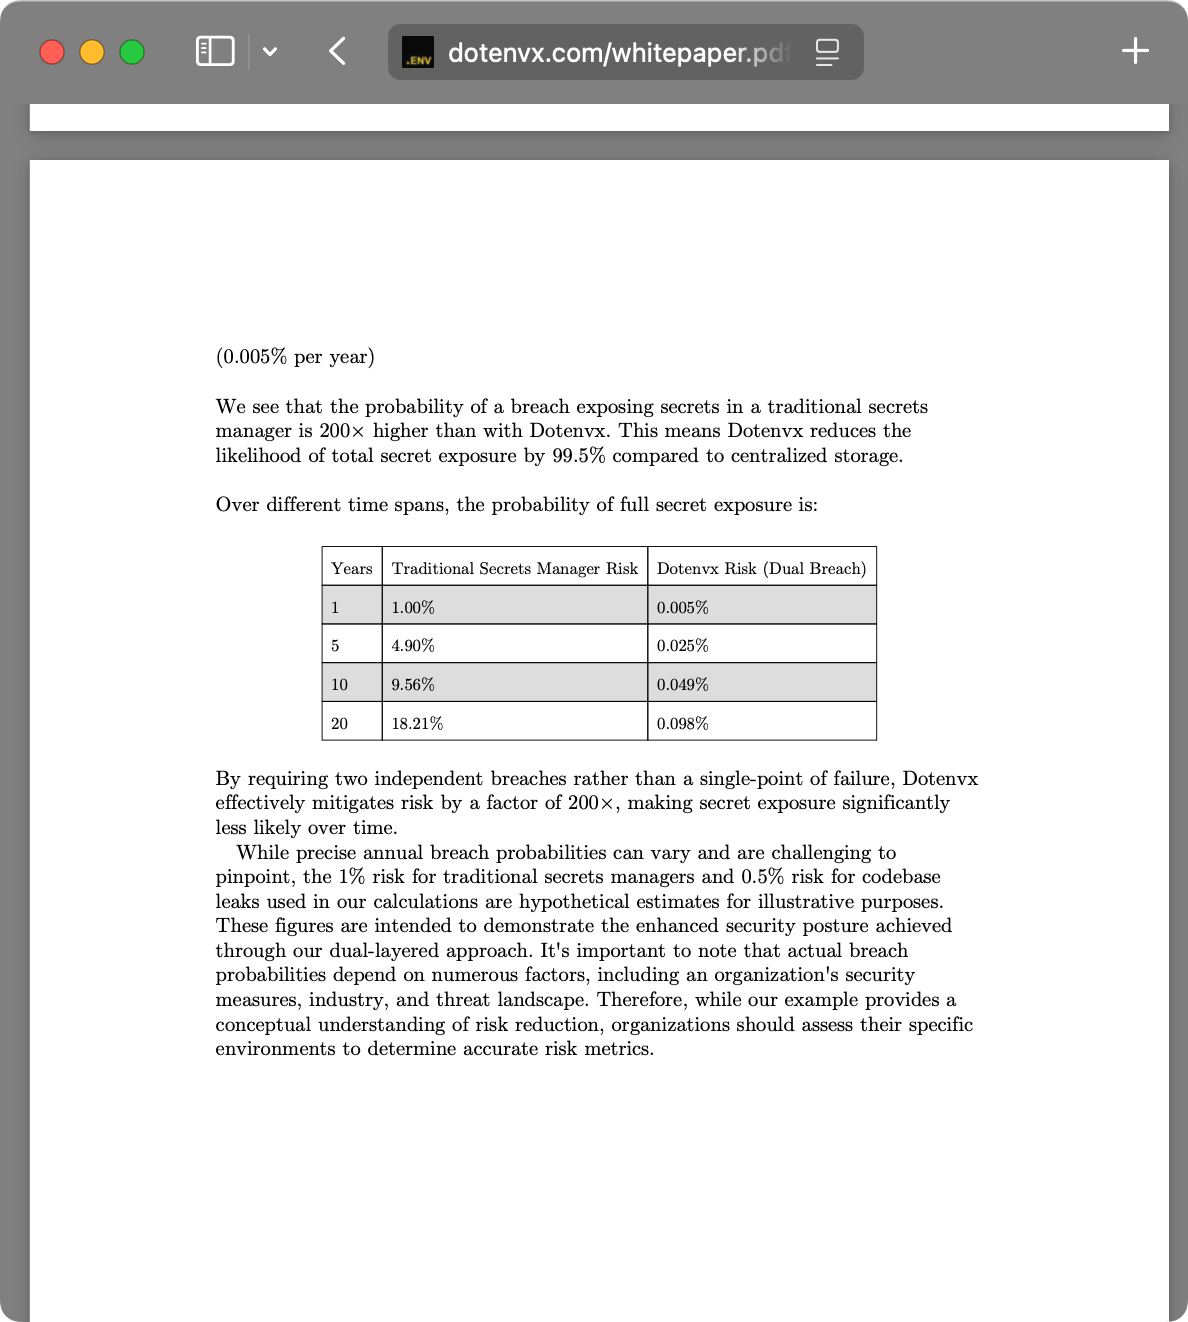 .ENV dotenvx.com/whitepaper.pdf
(0.005% per year)
We see that the probability of a breach exposing secrets in a traditional secrets
manager is 200× higher than with Dotenvx. This means Dotenvx reduces the
likelihood of total secret exposure by 99.5% compared to centralized storage.
Over different time spans, the probability of full secret exposure is:
Years Traditional Secrets Manager Risk Dotenvx Risk (Dual Breach)
1 1.00% 0.005%
5 4.90% 0.025%
10 9.56% 0.049%
20 18.21% 0.098%
By requiring two independent breaches rather than a single-point of failure, Dotenvx
effectively mitigates risk by a factor of 200×, making secret exposure significantly
less likely over time.
While precise annual breach probabilities can vary and are challenging to
pinpoint, the 1% risk for traditional secrets managers and 0.5% risk for codebase
leaks used in our calculations are hypothetical estimates for illustrative purposes.
These figures are intended to demonstrate the enhanced security posture achieved
through our dual-layered approach. It's important to note that actual breach
probabilities depend on numerous factors, including an organization's security
measures, industry, and threat landscape. Therefore, while our example provides a
conceptual understanding of risk reduction, organizations should assess their specific
environments to determine accurate risk metrics.